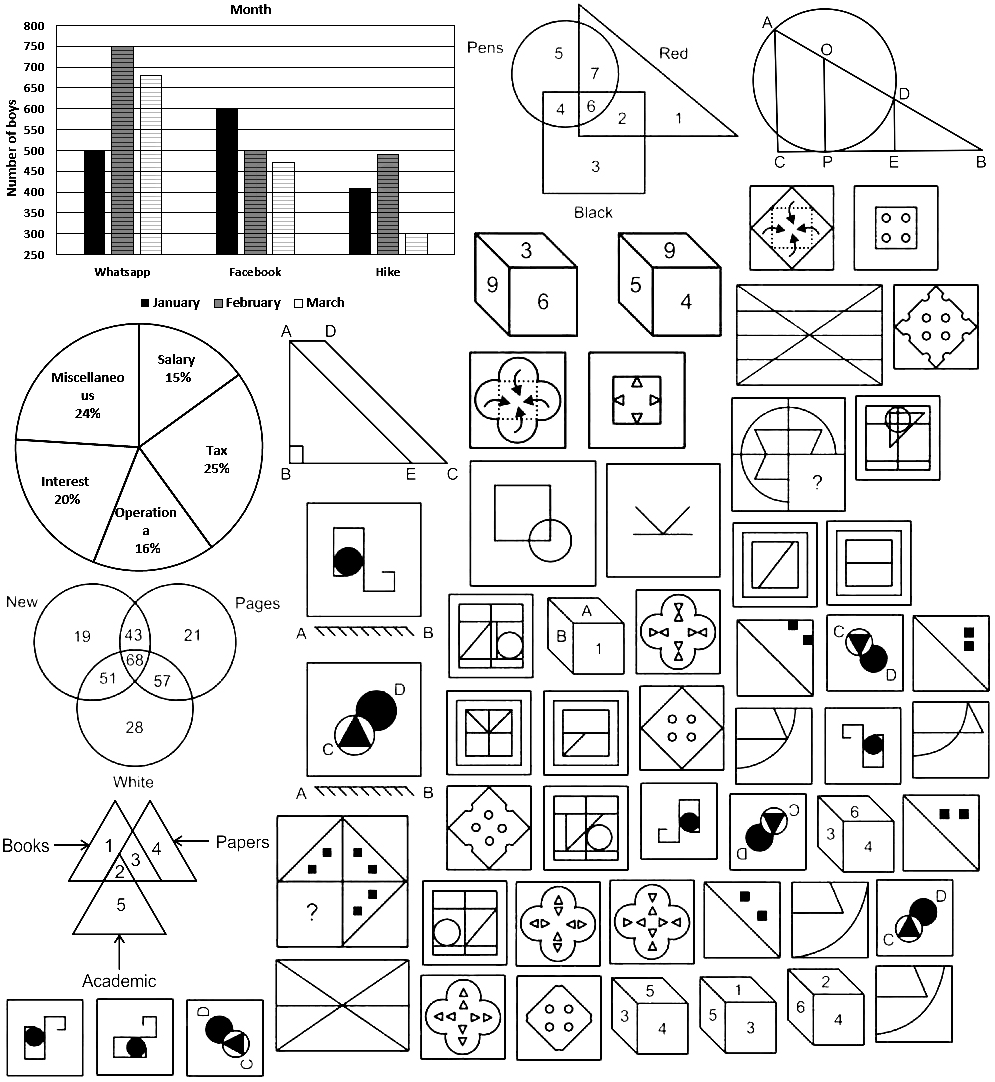 Month
800
750
700
650
600
550
500
450
400
350
300
250
Number of boys
Whatsapp Facebook Hike
January February March
Pens
5
Red
7
4 6 2 1
3
Black
A
O
D
C P E B
3
9
6
9
5
4
Miscellaneo
us
24%
Salary
15%
Tax
25%
Interest
20%
Operation
a
16%
A D
B E C
?
New
Pages
19 43 21
68
51 57
28
White
A B
D
C
A B
A
B
1
C
D
Books
Papers
1 4
3
2
5
Academic
?
C
D
6
3
4
D
C
D
C
5
3
4
1
5
3
2
6
4